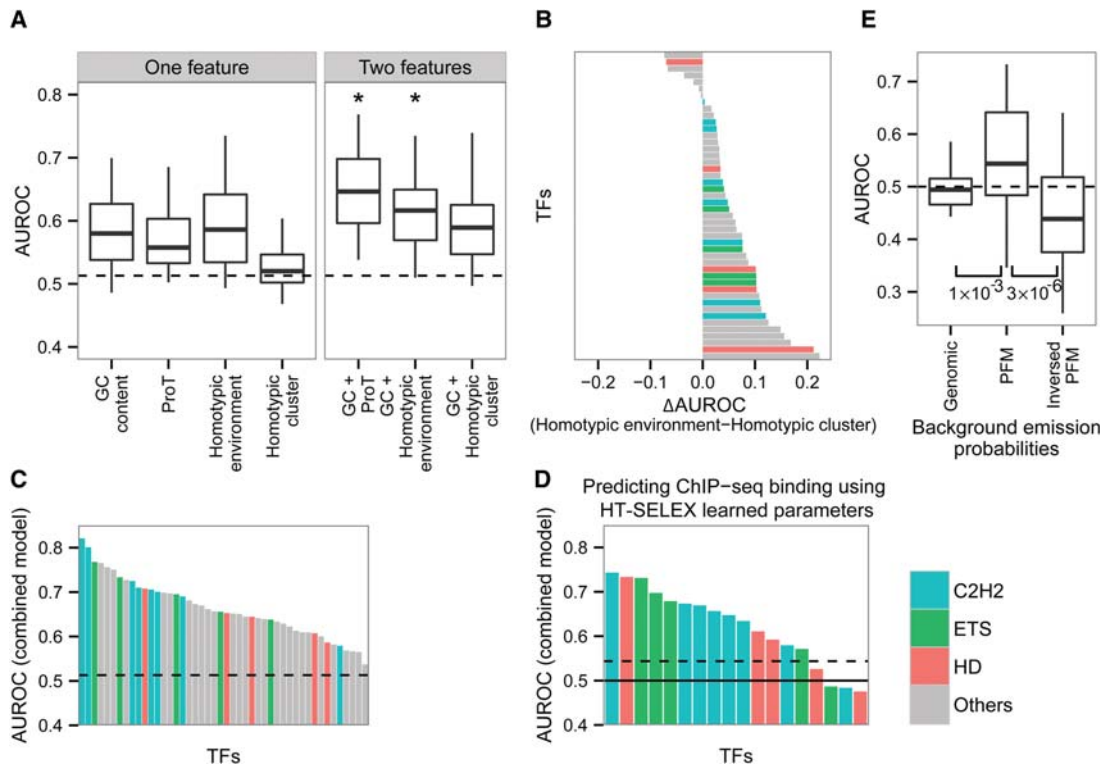 A
One feature
Two features
AUROC
0.8
0.7
0.6
0.5
0.4
*
*
GC
content
ProT
Homotypic
environment
Homotypic
cluster
GC +
ProT
GC +
Homotypic
environment
GC +
Homotypic
cluster
B
TFs
−0.2
−0.1
0.0
0.1
0.2
ΔAUROC
(Homotypic environment−Homotypic cluster)
E
AUROC
0.7
0.6
0.5
0.4
0.3
1×10⁻³
3×10⁻⁶
Genomic
PFM
Inversed
PFM
Background emission
probabilities
C
AUROC (combined model)
0.8
0.7
0.6
0.5
0.4
TFs
D
Predicting ChIP−seq binding using
HT-SELEX learned parameters
AUROC (combined model)
0.8
0.7
0.6
0.5
0.4
TFs
C2H2
ETS
HD
Others